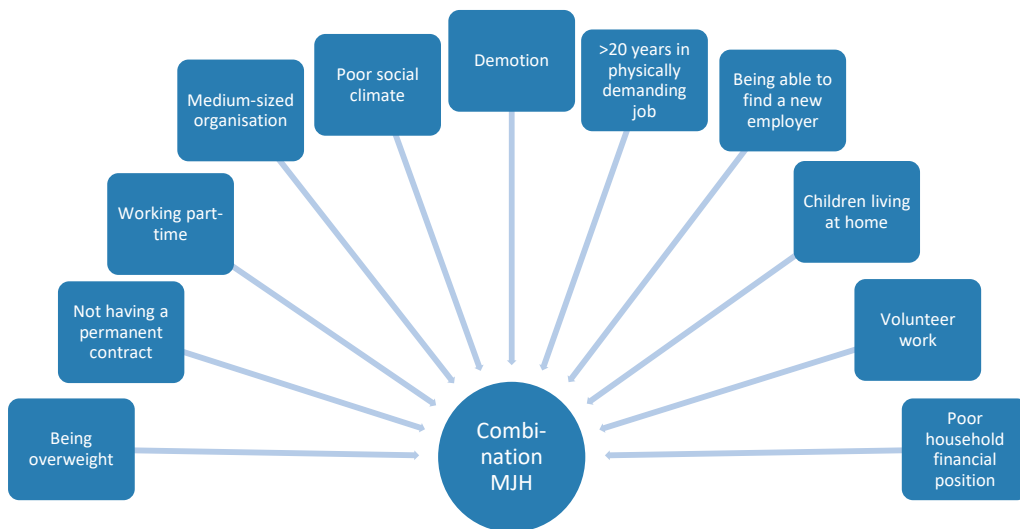 Being
overweight
Not having a
permanent
contract
Working part-
time
Medium-sized
organisation
Poor social
climate
Demotion
>20 years in
physically
demanding
job
Being able to
find a new
employer
Children living
at home
Volunteer
work
Poor
household
financial
position
Combi-
nation
MJH